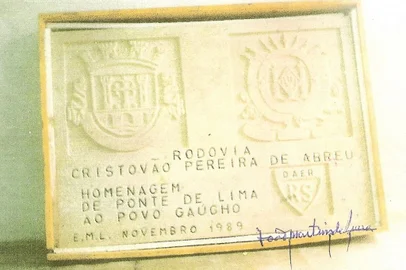 RODOVIA
CRISTOVÃO PEREIRA DE ABREU
HOMENAGEM
DE PONTE DE LIMA
AO POVO GAÚCHO
E.M.L. NOVEMBRO 1989
DAER
RS